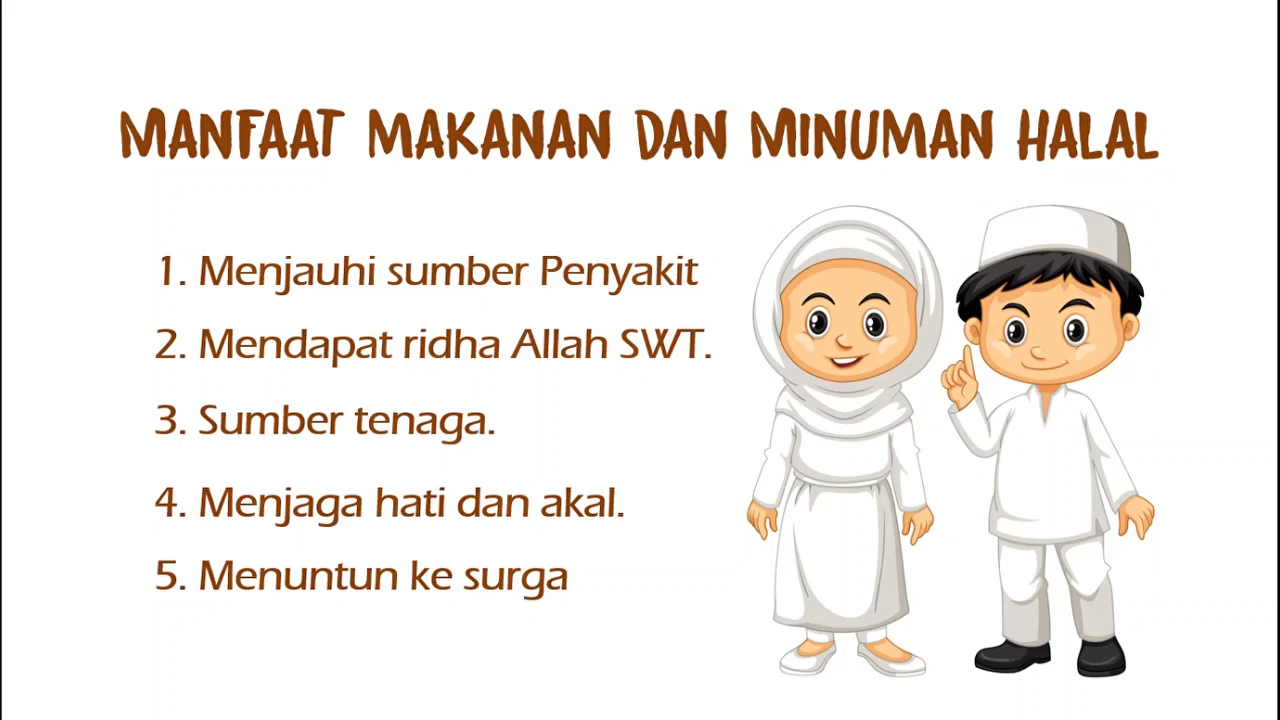 MANFAAT MAKANAN DAN MINUMAN HALAL
1. Menjauhi sumber Penyakit
2. Mendapat ridha Allah SWT.
3. Sumber tenaga.
4. Menjaga hati dan akal.
5. Menuntun ke surga